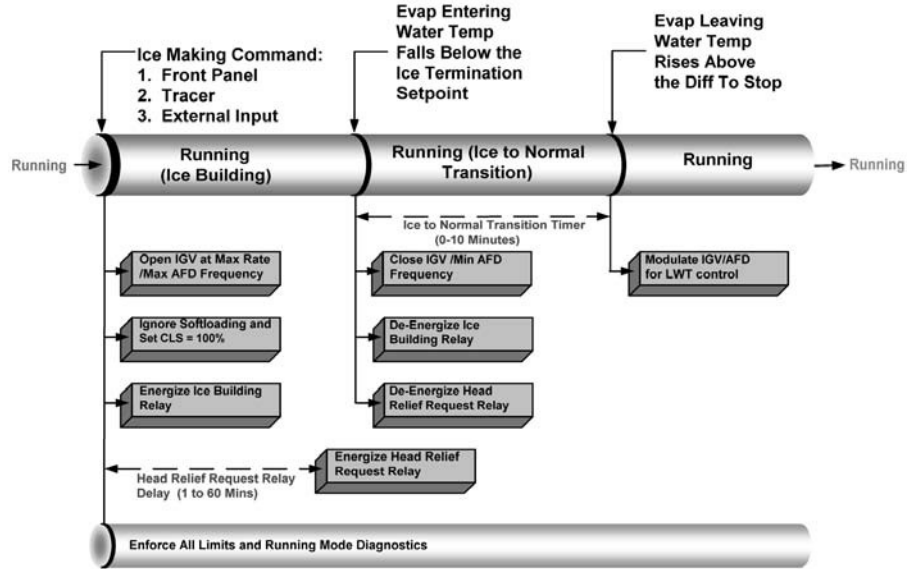 Ice Making Command:
1. Front Panel
2. Tracer
3. External Input
Evap Entering
Water Temp
Falls Below the
Ice Termination
Setpoint
Evap Leaving
Water Temp
Rises Above
the Diff To Stop
Running
Running
(Ice Building)
Running (Ice to Normal
Transition)
Running
Running
Ice to Normal Transition Timer
(0-10 Minutes)
Open IGV at Max Rate
/Max AFD Frequency
Close IGV /Min AFD
Frequency
Modulate IGV/AFD
for LWT control
Ignore Softloading and
Set CLS = 100%
De-Energize Ice
Building Relay
Energize Ice Building
Relay
De-Energize Head
Relief Request Relay
Energize Head Relief
Request Relay
Head Relief Request Relay
Delay (1 to 60 Mins)
Enforce All Limits and Running Mode Diagnostics